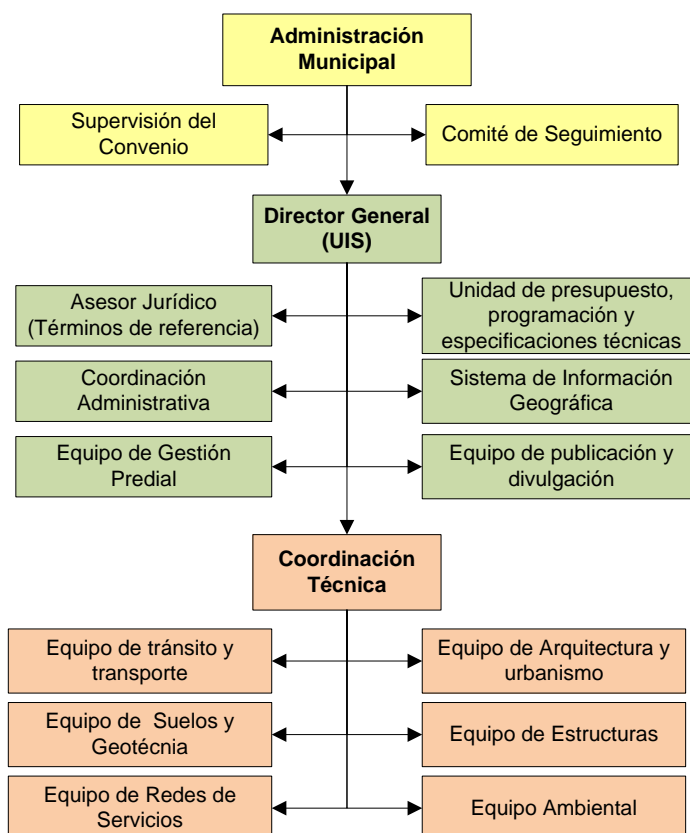 Administración
Municipal
Supervisión del
Convenio
Comité de Seguimiento
Director General
(UIS)
Asesor Jurídico
(Términos de referencia)
Unidad de presupuesto,
programación y
especificaciones técnicas
Coordinación
Administrativa
Sistema de Información
Geográfica
Equipo de Gestión
Predial
Equipo de publicación y
divulgación
Coordinación
Técnica
Equipo de tránsito y
transporte
Equipo de Arquitectura y
urbanismo
Equipo de  Suelos y
Geotécnia
Equipo de Estructuras
Equipo de Redes de
Servicios
Equipo Ambiental